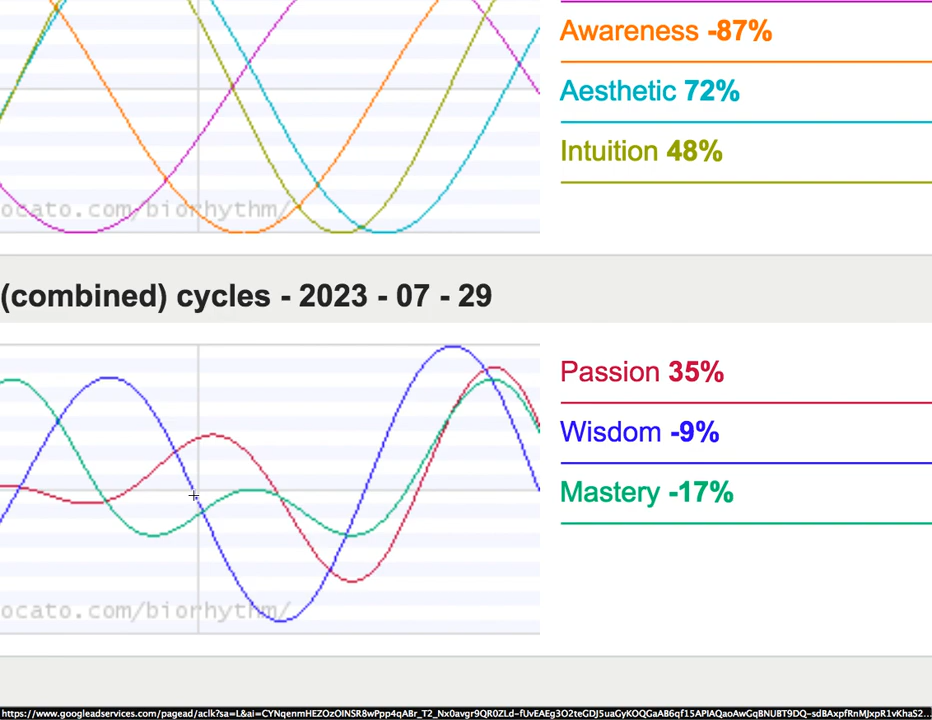 Awareness -87%
Aesthetic 72%
Intuition 48%
ocato.com/biorhythm/
(combined) cycles - 2023 - 07 - 29
Passion 35%
Wisdom -9%
Mastery -17%
ocato.com/biorhythm/